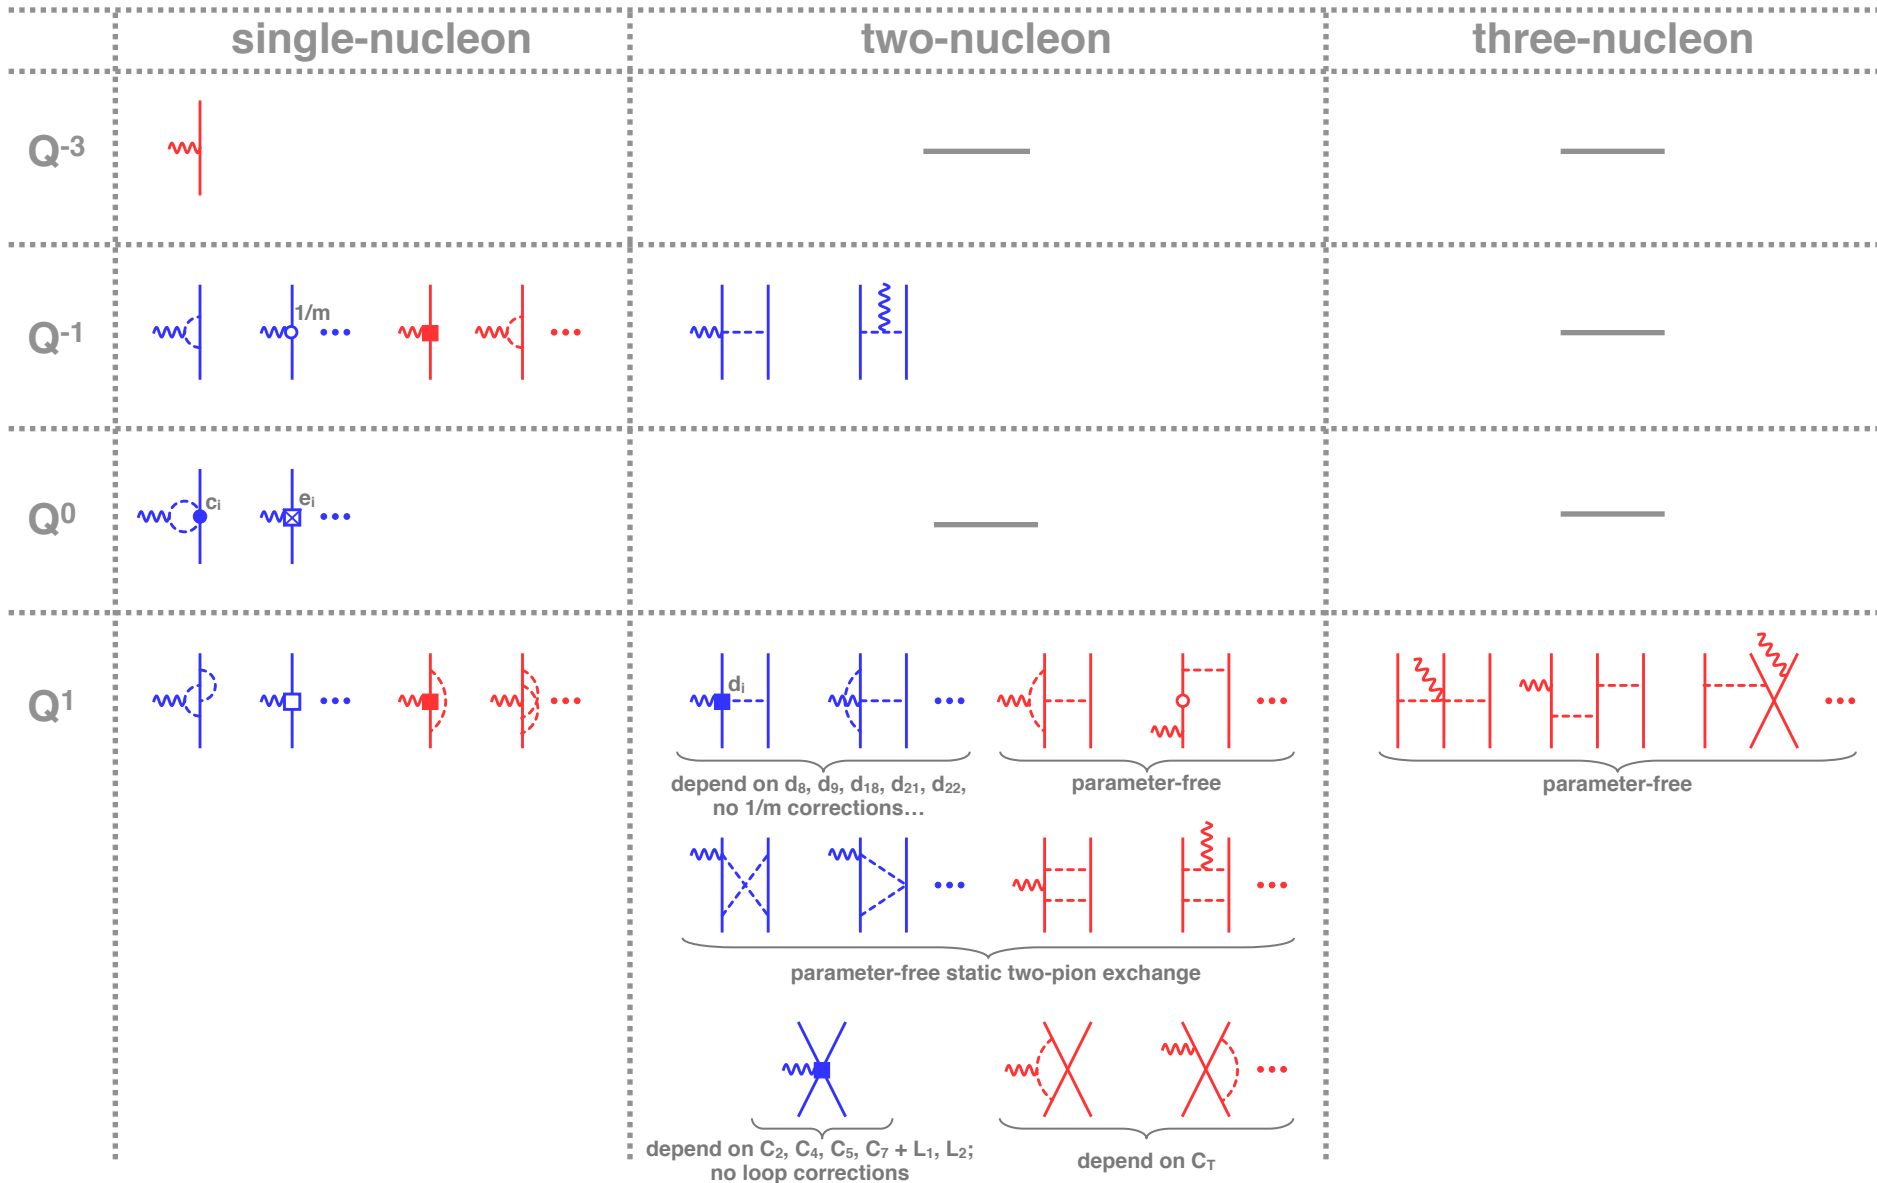 single-nucleon two-nucleon three-nucleon
Q⁻³
Q⁻¹
1/m
Q⁰
cᵢ
eᵢ
Q¹
dᵢ
depend on d₈, d₉, d₁₈, d₂₁, d₂₂,
no 1/m corrections…
parameter-free
parameter-free
parameter-free static two-pion exchange
depend on C₂, C₄, C₅, C₇ + L₁, L₂;
no loop corrections
depend on C_T